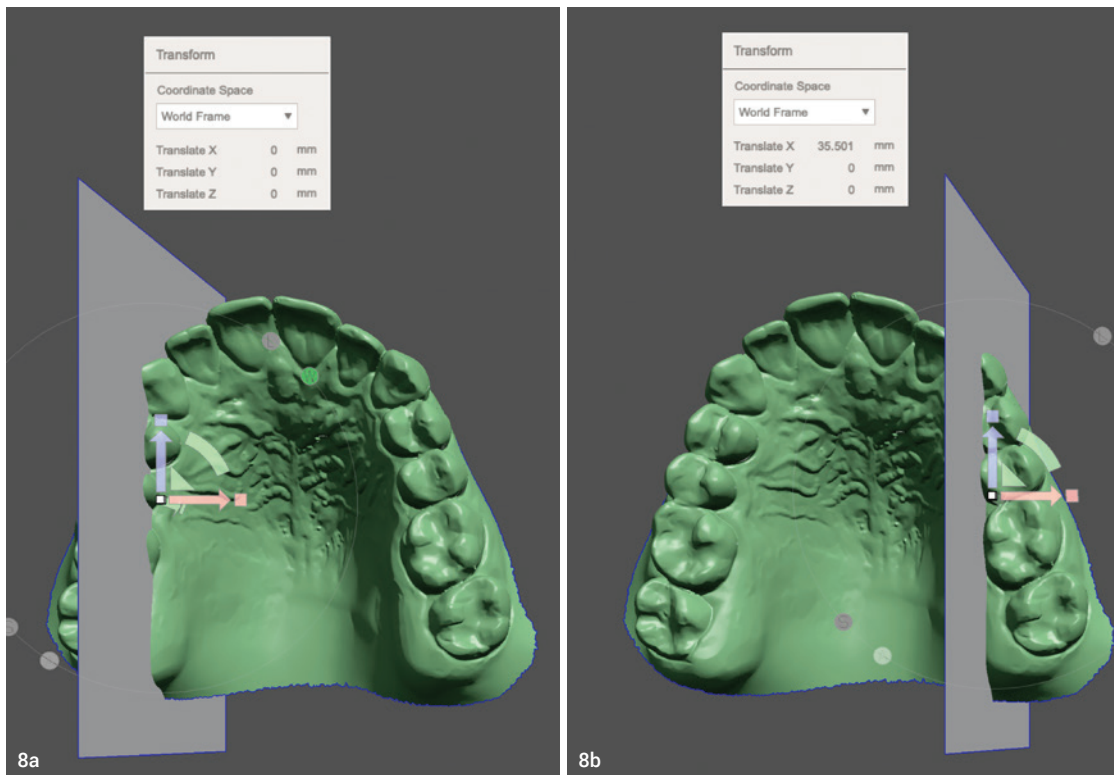 Transform
Coordinate Space
World Frame
Translate X 0 mm
Translate Y 0 mm
Translate Z 0 mm
8a
Transform
Coordinate Space
World Frame
Translate X 35.501 mm
Translate Y 0 mm
Translate Z 0 mm
8b